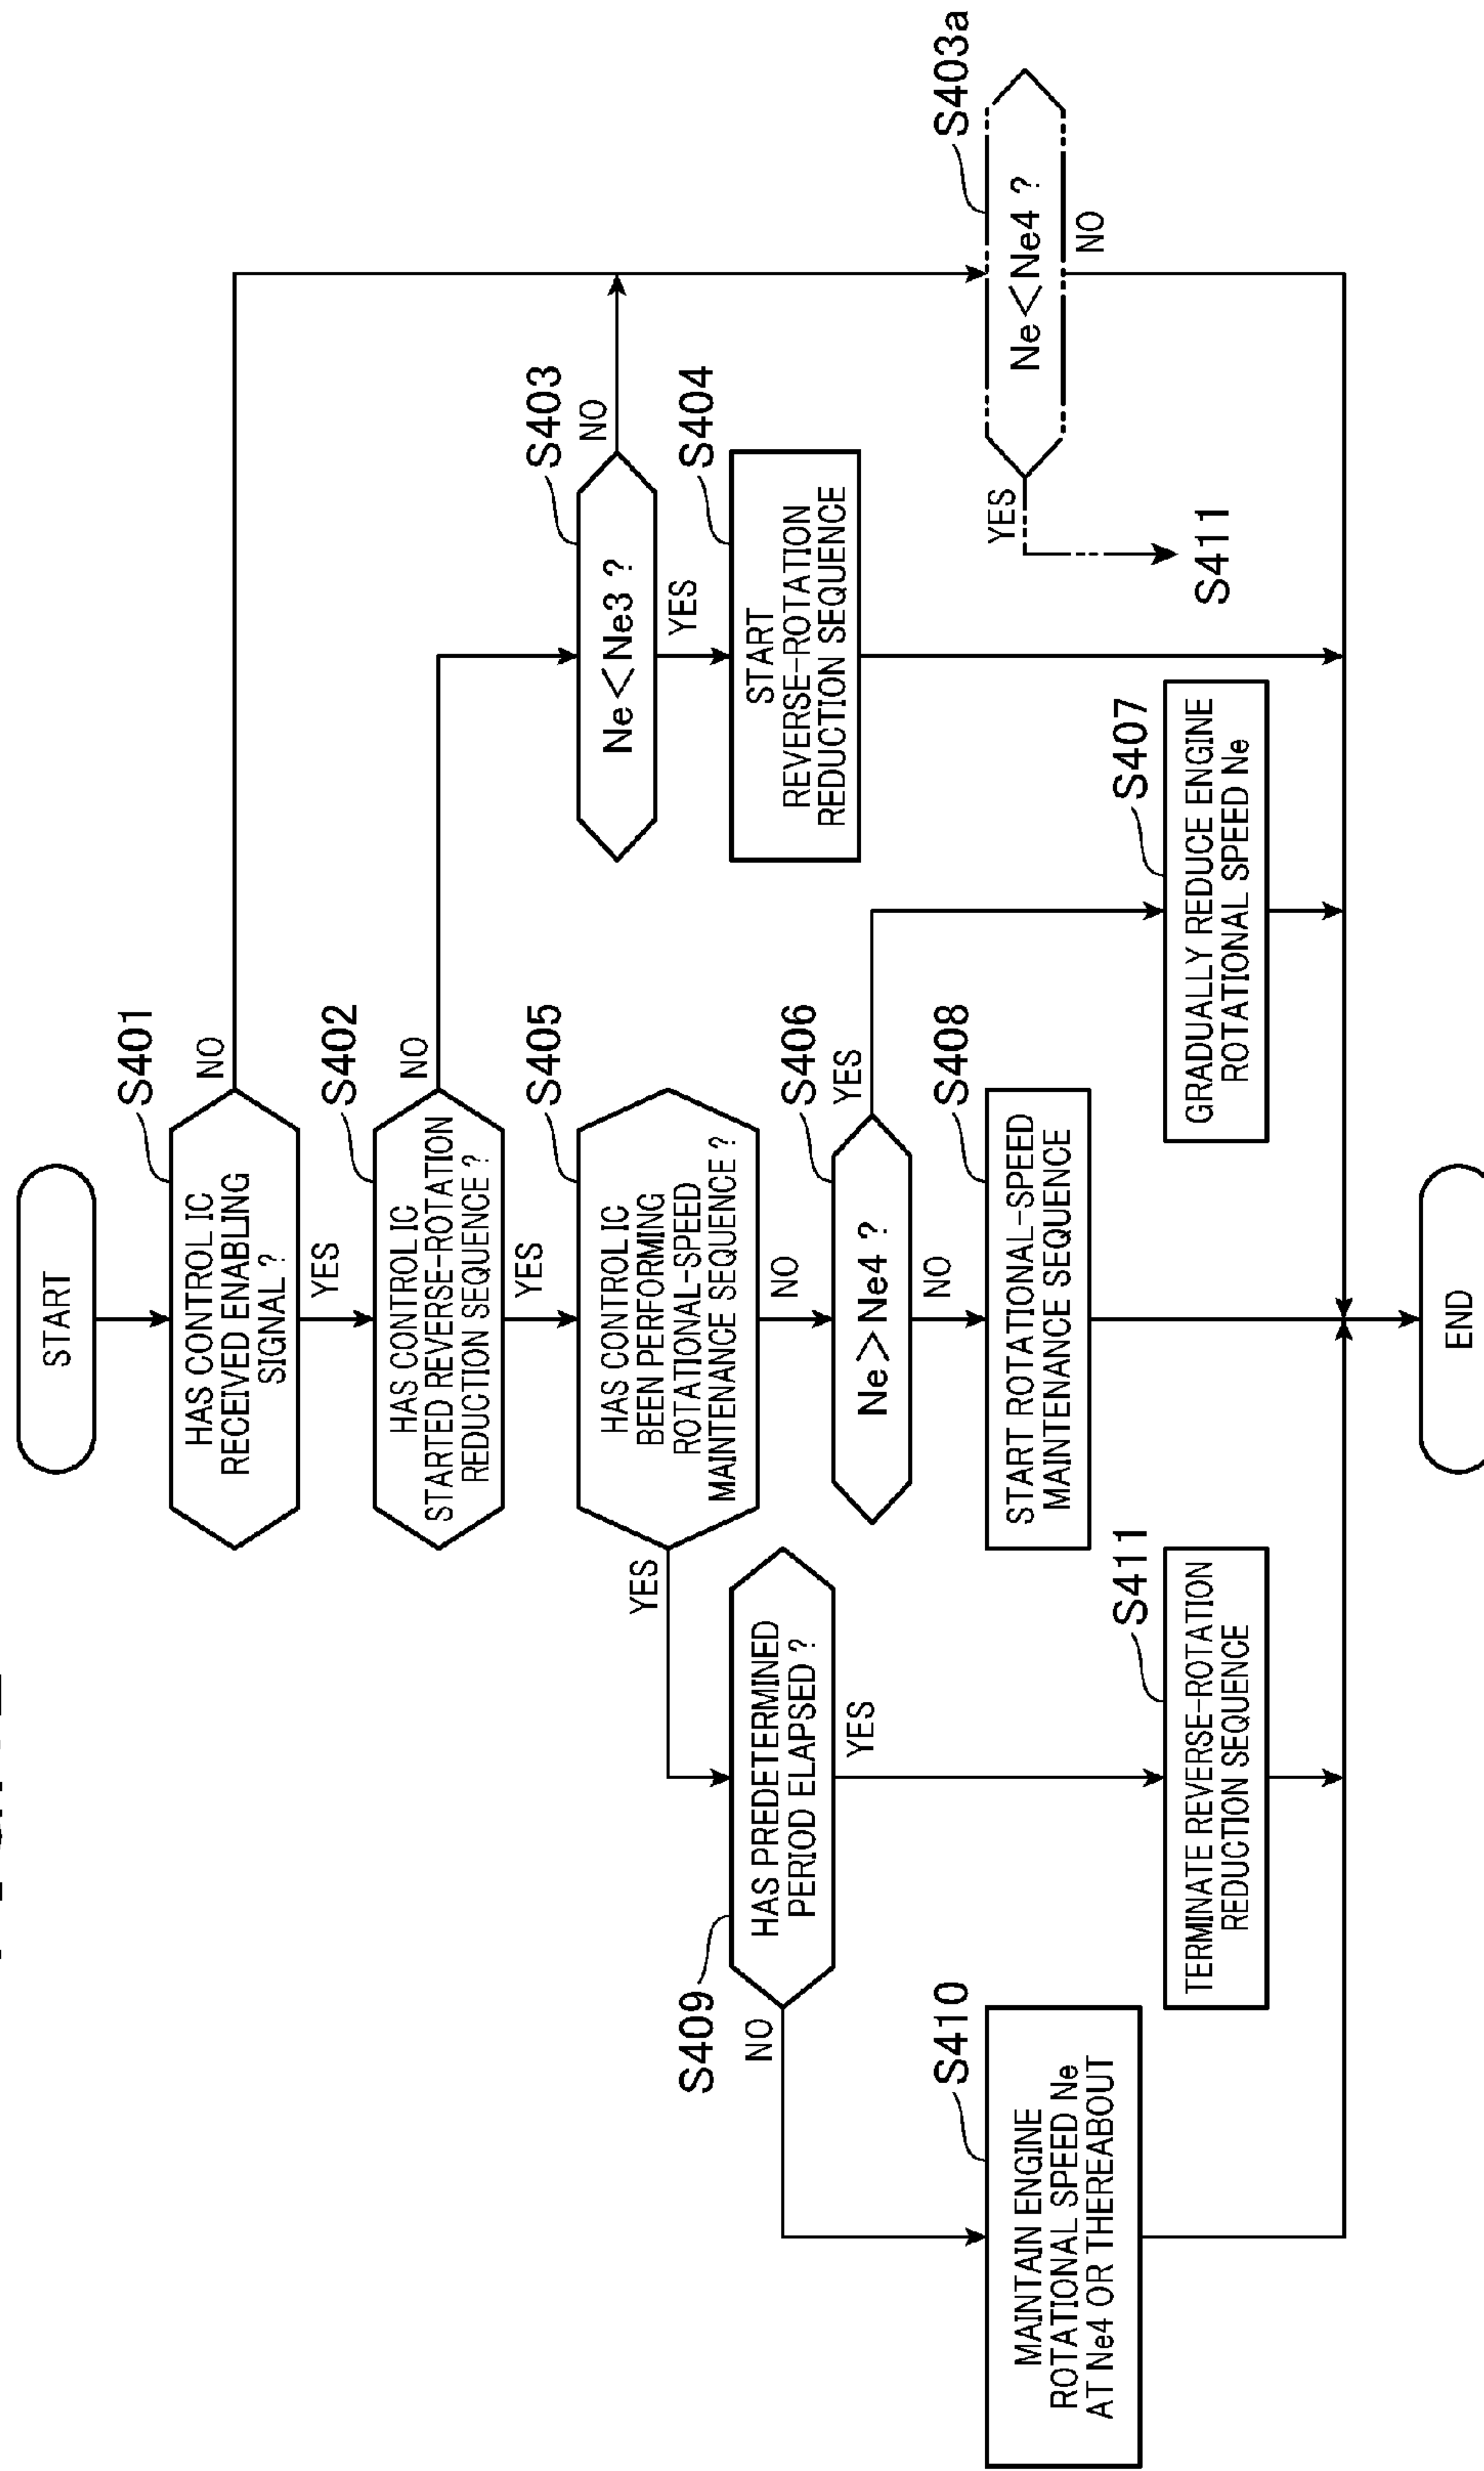 START
S401
HAS CONTROL IC
RECEIVED ENABLING
SIGNAL ?
NO
YES
S402
HAS CONTROL IC
STARTED REVERSE-ROTATION
REDUCTION SEQUENCE ?
NO
YES
S403
Ne<Ne3 ?
NO
YES
S404
START
REVERSE-ROTATION
REDUCTION SEQUENCE
S403a
Ne<Ne4 ?
NO
YES
S411
S405
HAS CONTROL IC
BEEN PERFORMING
ROTATIONAL-SPEED
MAINTENANCE SEQUENCE ?
YES
NO
S406
Ne>Ne4 ?
YES
NO
S407
GRADUALLY REDUCE ENGINE
ROTATIONAL SPEED Ne
S408
START ROTATIONAL-SPEED
MAINTENANCE SEQUENCE
S409
HAS PREDETERMINED
PERIOD ELAPSED ?
NO
YES
S410
MAINTAIN ENGINE
ROTATIONAL SPEED Ne
AT Ne4 OR THEREABOUT
S411
TERMINATE REVERSE-ROTATION
REDUCTION SEQUENCE
END